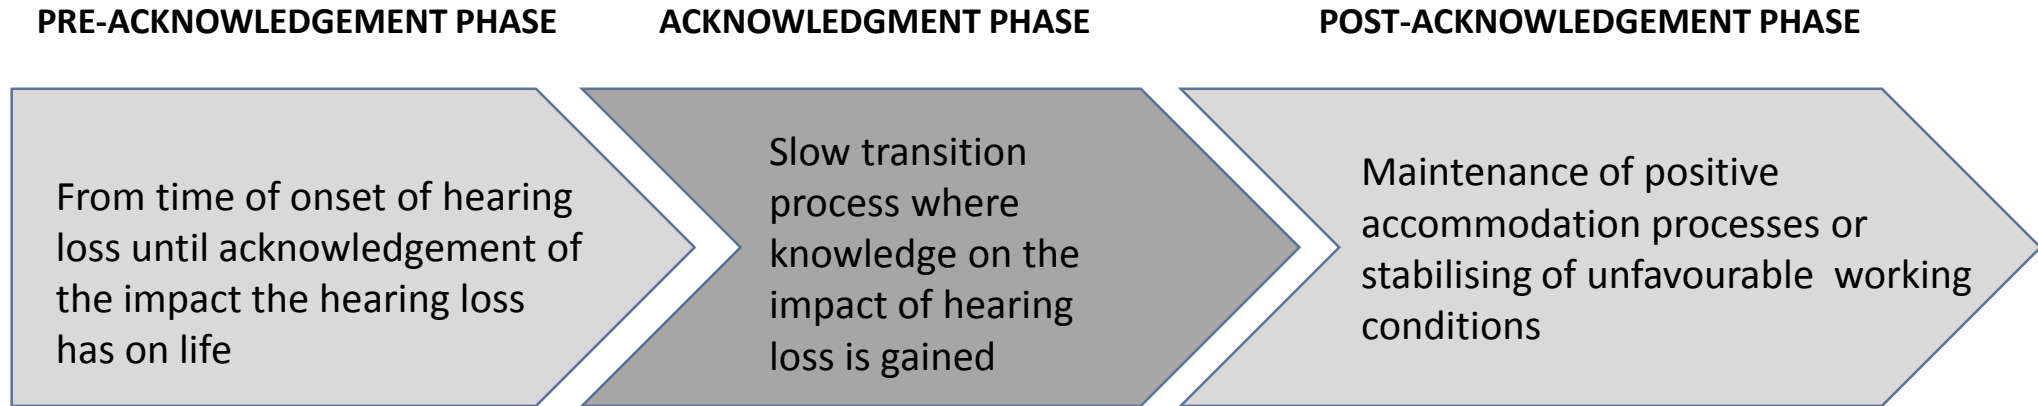 PRE-ACKNOWLEDGEMENT PHASE
ACKNOWLEDGMENT PHASE
POST-ACKNOWLEDGEMENT PHASE
From time of onset of hearing
loss until acknowledgement of
the impact the hearing loss
has on life
Slow transition
process where
knowledge on the
impact of hearing
loss is gained
Maintenance of positive
accommodation processes or
stabilising of unfavourable working
conditions